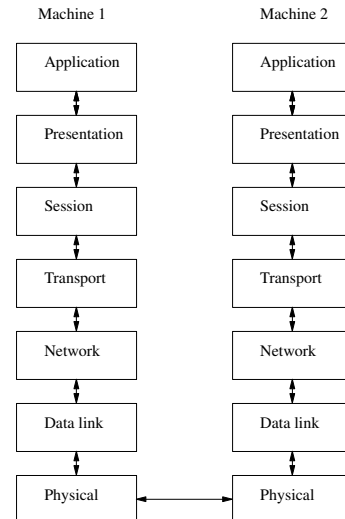 Machine 1 Machine 2
Application Application
Presentation Presentation
Session Session
Transport Transport
Network Network
Data link Data link
Physical Physical